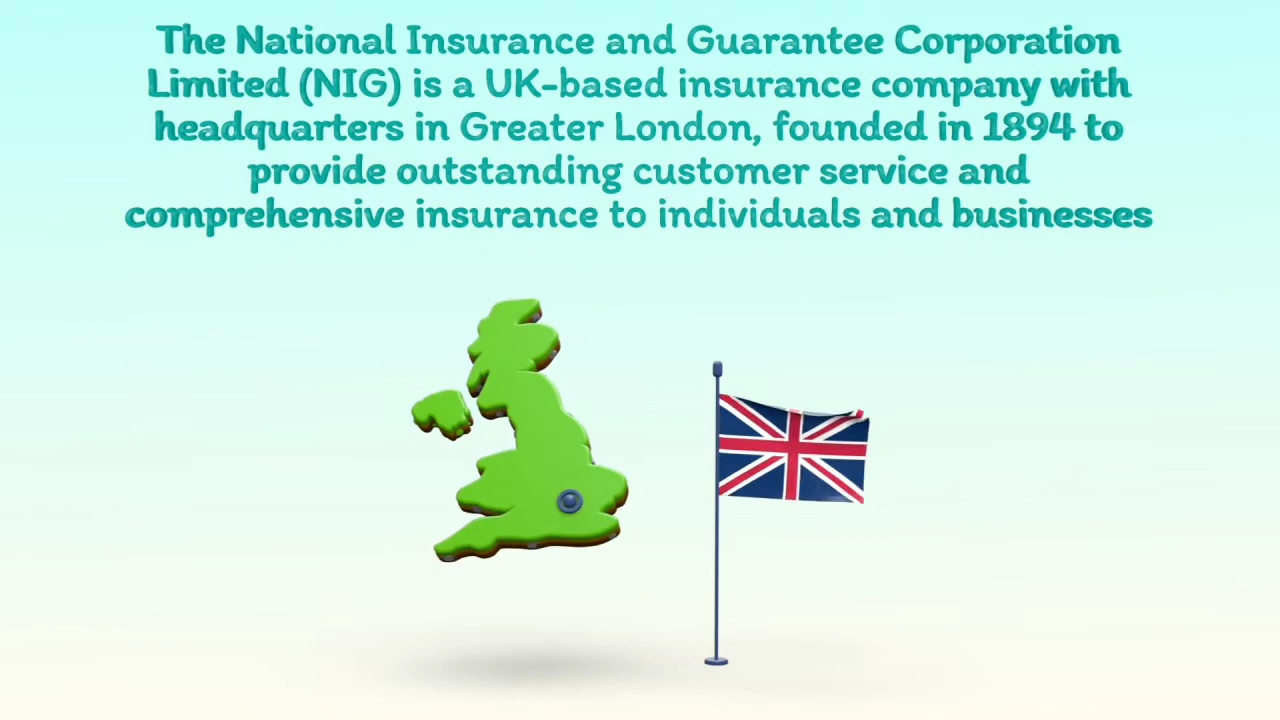 The National Insurance and Guarantee Corporation
Limited (NIG) is a UK-based insurance company with
headquarters in Greater London, founded in 1894 to
provide outstanding customer service and
comprehensive insurance to individuals and businesses